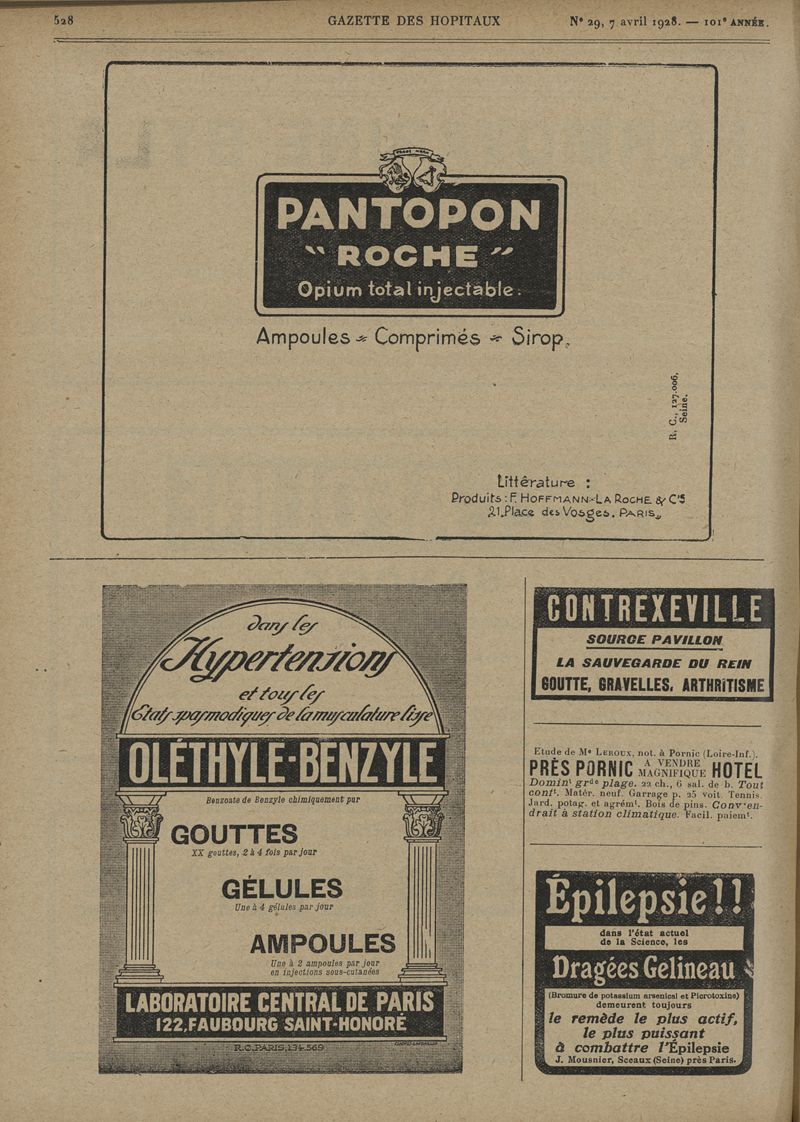 528 GAZETTE DES HOPITAUX N° 29, 7 avril 1928. — 101e ANNÉE.
TRADE MARK
PANTOPON
" ROCHE "
Opium total injectable.
Ampoules Comprimés Sirop.
R. C., 127.006.
Seine.
Littérature :
Produits : F. HOFFMANN-LA ROCHE & Cie
21, Place des Vosges. PARIS
dans les
Hypertensions
et tous les
États spasmodiques de la musculature lisse
OLÉTHYLE-BENZYLE
Benzoate de Benzyle chimiquement pur
GOUTTES
XX gouttes, 2 à 4 fois par jour
GÉLULES
Une à 4 gélules par jour
AMPOULES
Une à 2 ampoules par jour
en injections sous-cutanées
LABORATOIRE CENTRAL DE PARIS
122, FAUBOURG SAINT-HONORÉ
R.C. PARIS, 134.569
CONTREXEVILLE
SOURCE PAVILLON
LA SAUVEGARDE DU REIN
GOUTTE, GRAVELLES, ARTHRITISME
Etude de Me LEROUX, not. à Pornic (Loire-Inf.).
PRÈS PORNIC A VENDRE MAGNIFIQUE HOTEL
Domint grde plage. 22 ch., 6 sal. de b. Tout
conft. Matér. neuf. Garrage p. 25 voit. Tennis.
Jard. potag. et agrémt. Bois de pins. Conv'en-
drait à station climatique. Facil. paiemt.
Épilepsie!!
dans l'état actuel
de la Science, les
Dragées Gelineau
(Bromure de potassium arsenical et Picrotoxine)
demeurent toujours
le remède le plus actif,
le plus puissant
à combattre l'Épilepsie
J. Mousnier, Sceaux (Seine) près Paris.